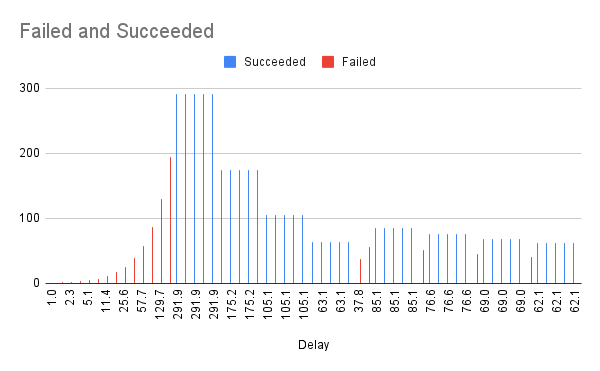 Failed and Succeeded
Succeeded Failed
300
200
100
0
1.0 2.3 5.1 11.4 25.6 57.7 129.7 291.9 291.9 291.9 175.2 175.2 105.1 105.1 105.1 63.1 63.1 37.8 85.1 85.1 85.1 76.6 76.6 76.6 69.0 69.0 69.0 62.1 62.1 62.1
Delay